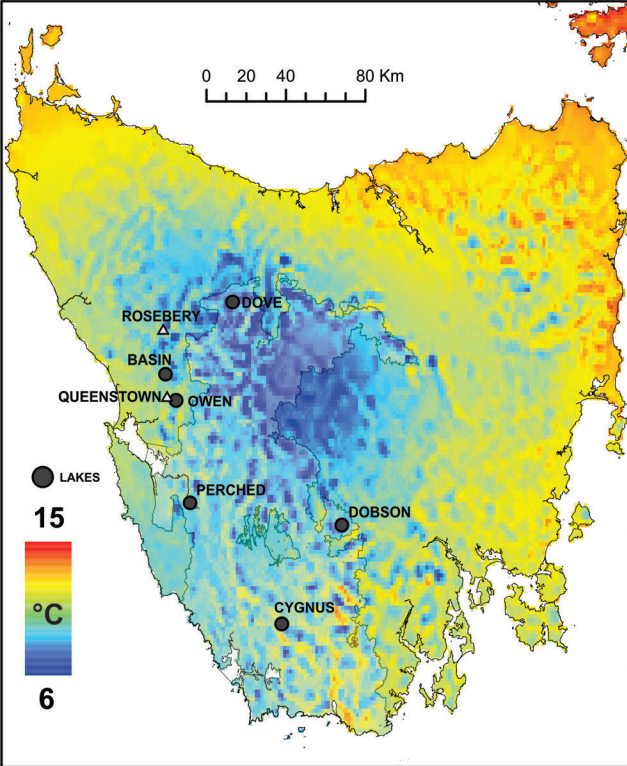 0 20 40 80 Km
DOVE
ROSEBERY
BASIN
QUEENSTOWN
OWEN
LAKES
PERCHED
15
DOBSON
°C
CYGNUS
6